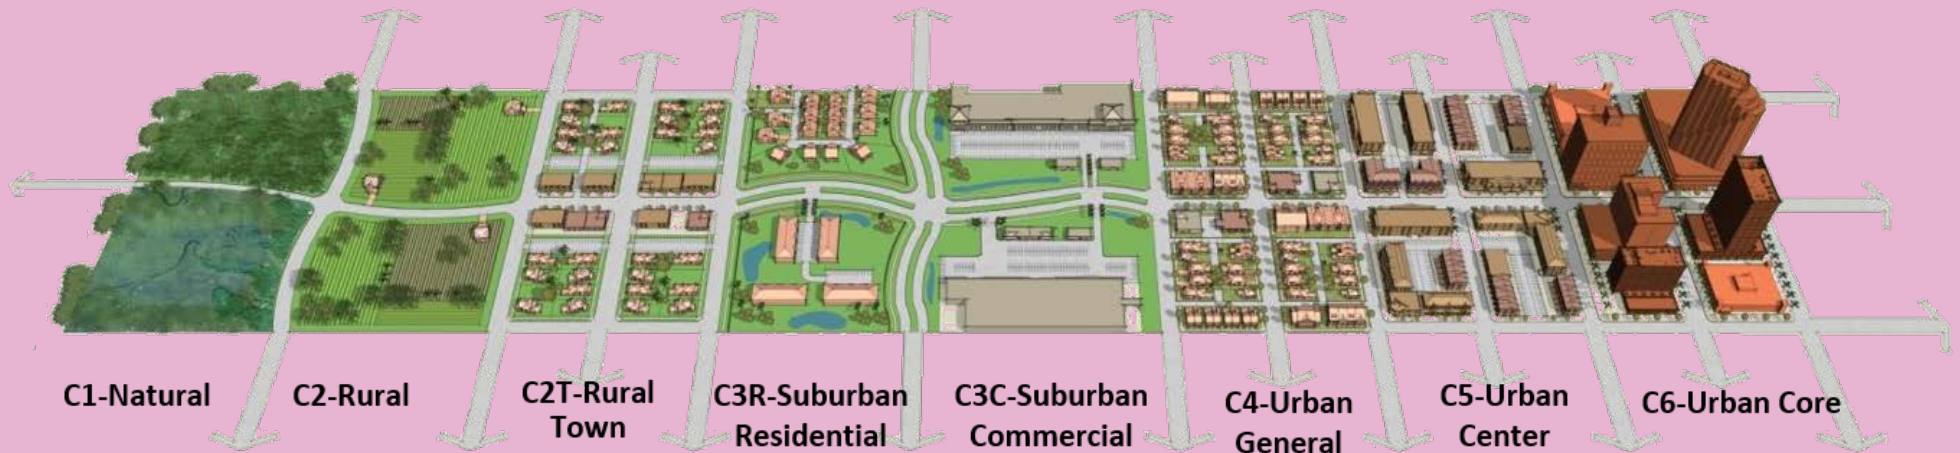 C1-Natural
C2-Rural
C2T-Rural
Town
C3R-Suburban
Residential
C3C-Suburban
Commercial
C4-Urban
General
C5-Urban
Center
C6-Urban Core